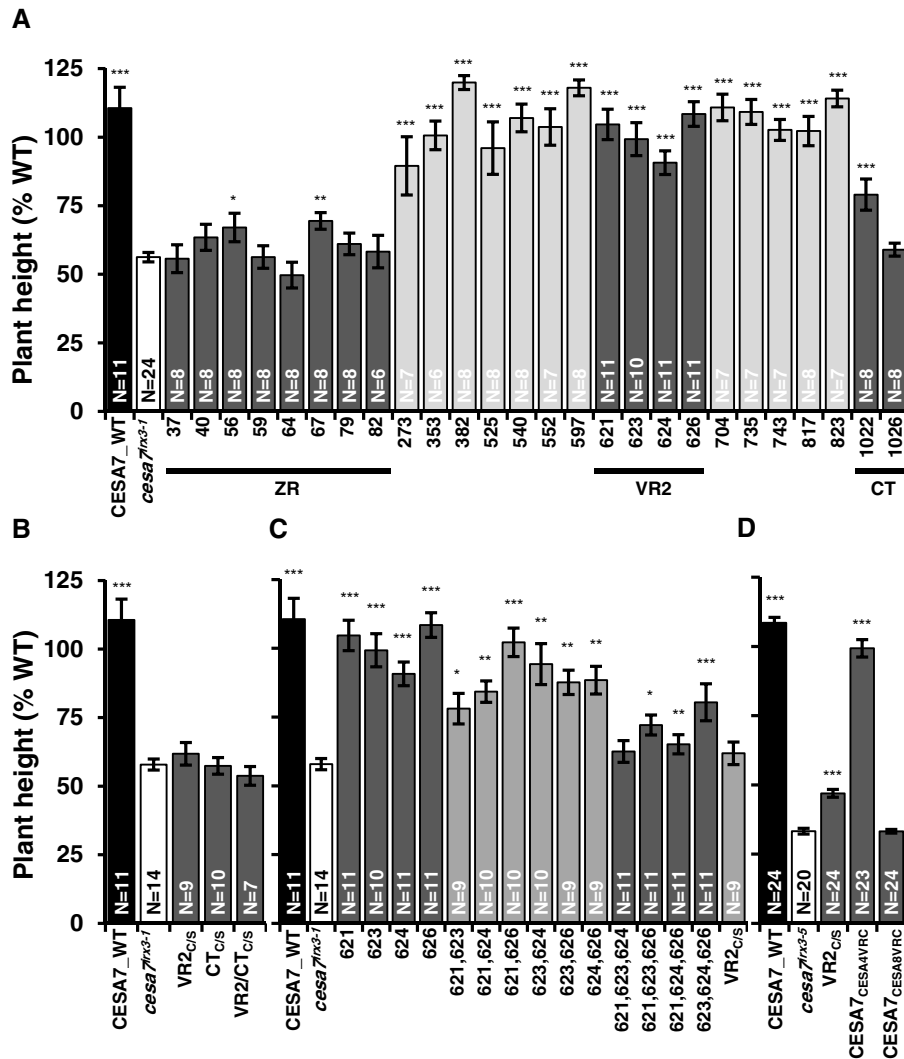 A
Plant height (% WT)
125
100
75
50
25
0
*** * ** *** *** *** *** *** *** *** *** *** *** *** *** *** *** *** *** ***
N=11 N=24 N=8 N=8 N=8 N=8 N=8 N=8 N=8 N=6 N=7 N=6 N=8 N=8 N=8 N=7 N=8 N=11 N=10 N=11 N=11 N=7 N=7 N=7 N=8 N=7 N=8 N=8
CESA7_WT cesa7irx3-1 37 40 56 59 64 67 79 82 273 353 382 525 540 552 597 621 623 624 626 704 735 743 817 823 1022 1026
ZR VR2 CT
B
Plant height (% WT)
125
100
75
50
25
0
***
N=11 N=14 N=9 N=10 N=7
CESA7_WT cesa7irx3-1 VR2C/S CTC/S VR2/CTC/S
C
*** *** *** *** *** * ** *** ** ** ** * ** ***
N=11 N=14 N=11 N=10 N=11 N=11 N=9 N=10 N=10 N=10 N=9 N=9 N=11 N=11 N=11 N=11 N=9
CESA7_WT cesa7irx3-1 621 623 624 626 621,623 621,624 621,626 623,624 623,626 624,626 621,623,624 621,623,626 621,624,626 623,624,626 VR2C/S
D
*** *** ***
N=24 N=20 N=24 N=23 N=24
CESA7_WT cesa7irx3-5 VR2C/S CESA7CESA4VRC CESA7CESA8VRC